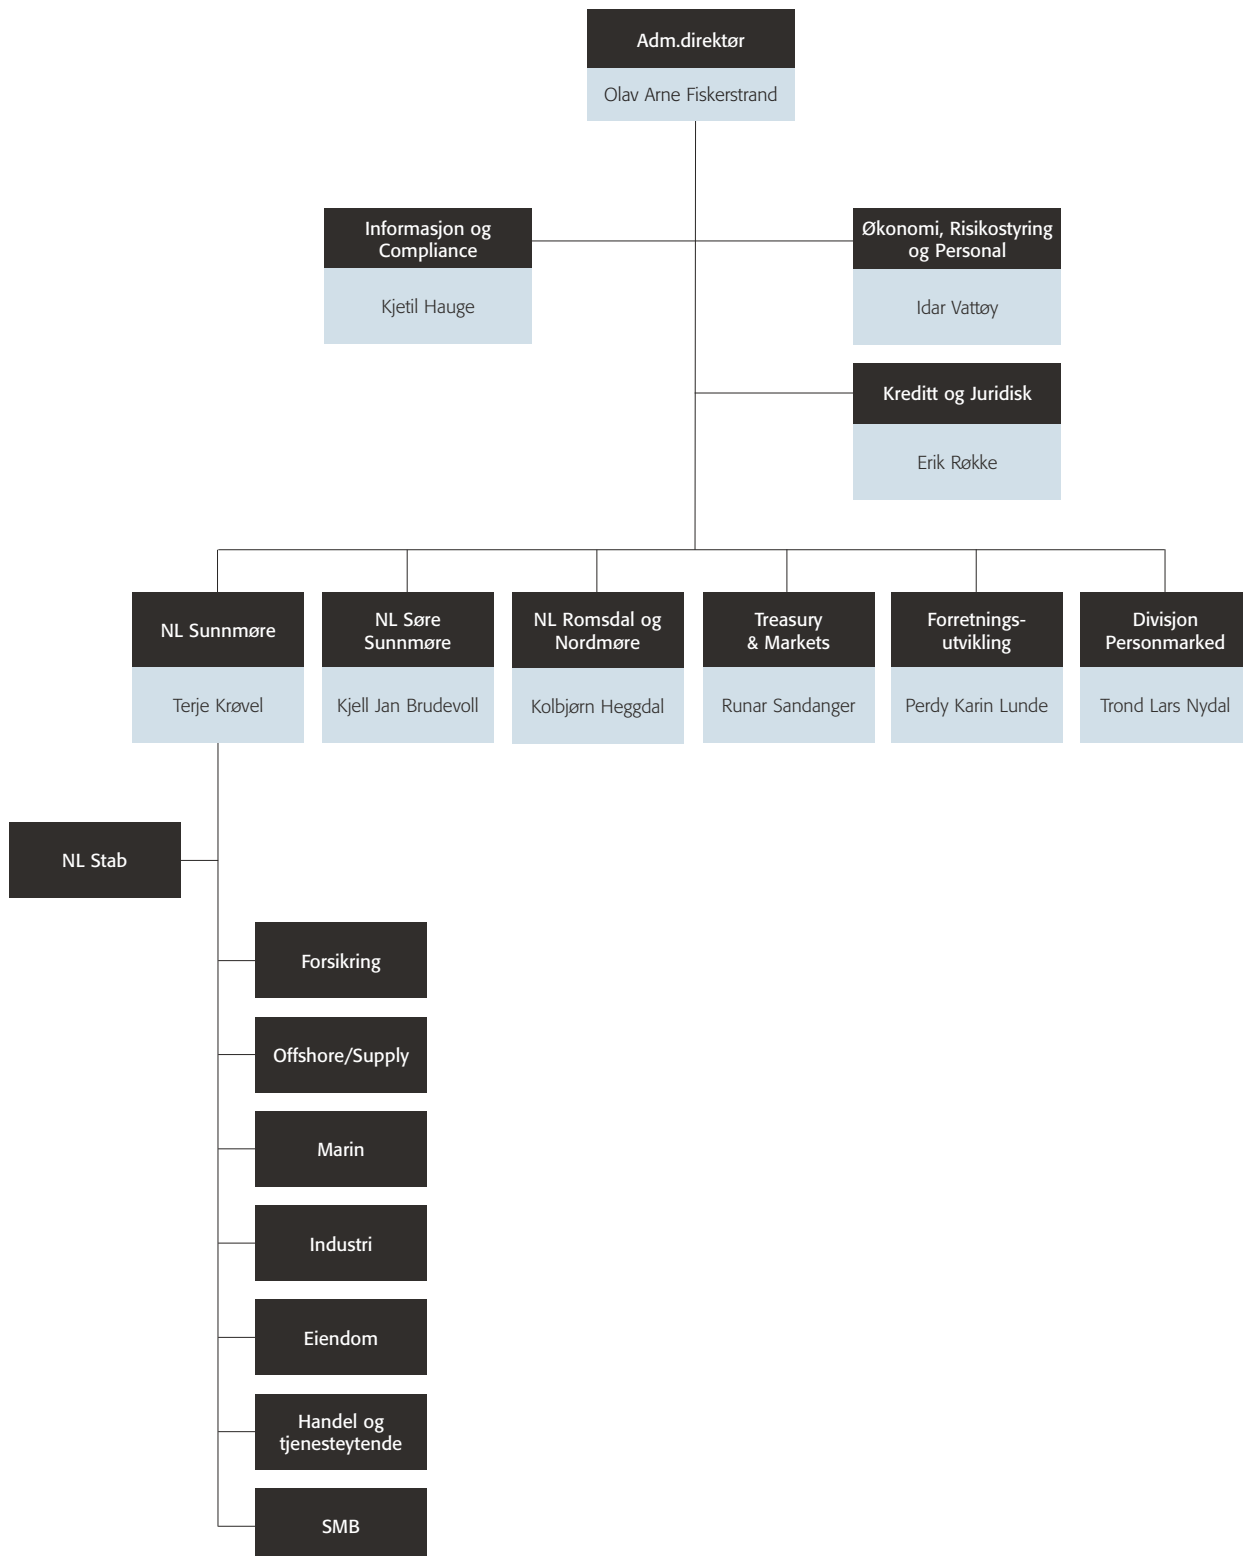 Adm.direktør
Olav Arne Fiskerstrand
Informasjon og
Compliance
Kjetil Hauge
Økonomi, Risikostyring
og Personal
Idar Vattøy
Kreditt og Juridisk
Erik Røkke
NL Sunnmøre
Terje Krøvel
NL Søre
Sunnmøre
Kjell Jan Brudevoll
NL Romsdal og
Nordmøre
Kolbjørn Heggdal
Treasury
& Markets
Runar Sandanger
Forretnings-
utvikling
Perdy Karin Lunde
Divisjon
Personmarked
Trond Lars Nydal
NL Stab
Forsikring
Offshore/Supply
Marin
Industri
Eiendom
Handel og
tjenesteytende
SMB